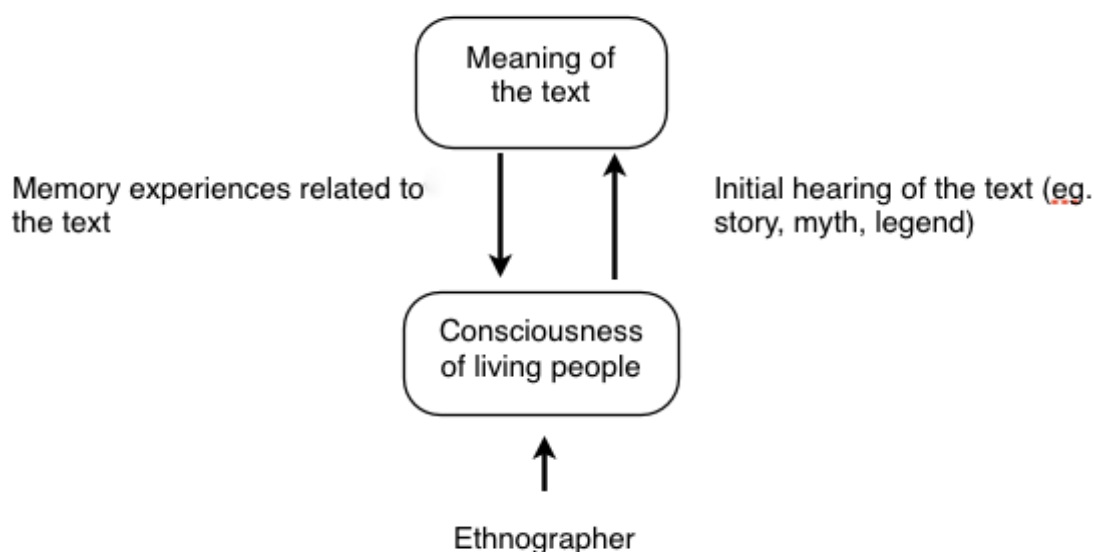 Meaning of
the text
Memory experiences related to
the text
Initial hearing of the text (eg.
story, myth, legend)
Consciousness
of living people
Ethnographer